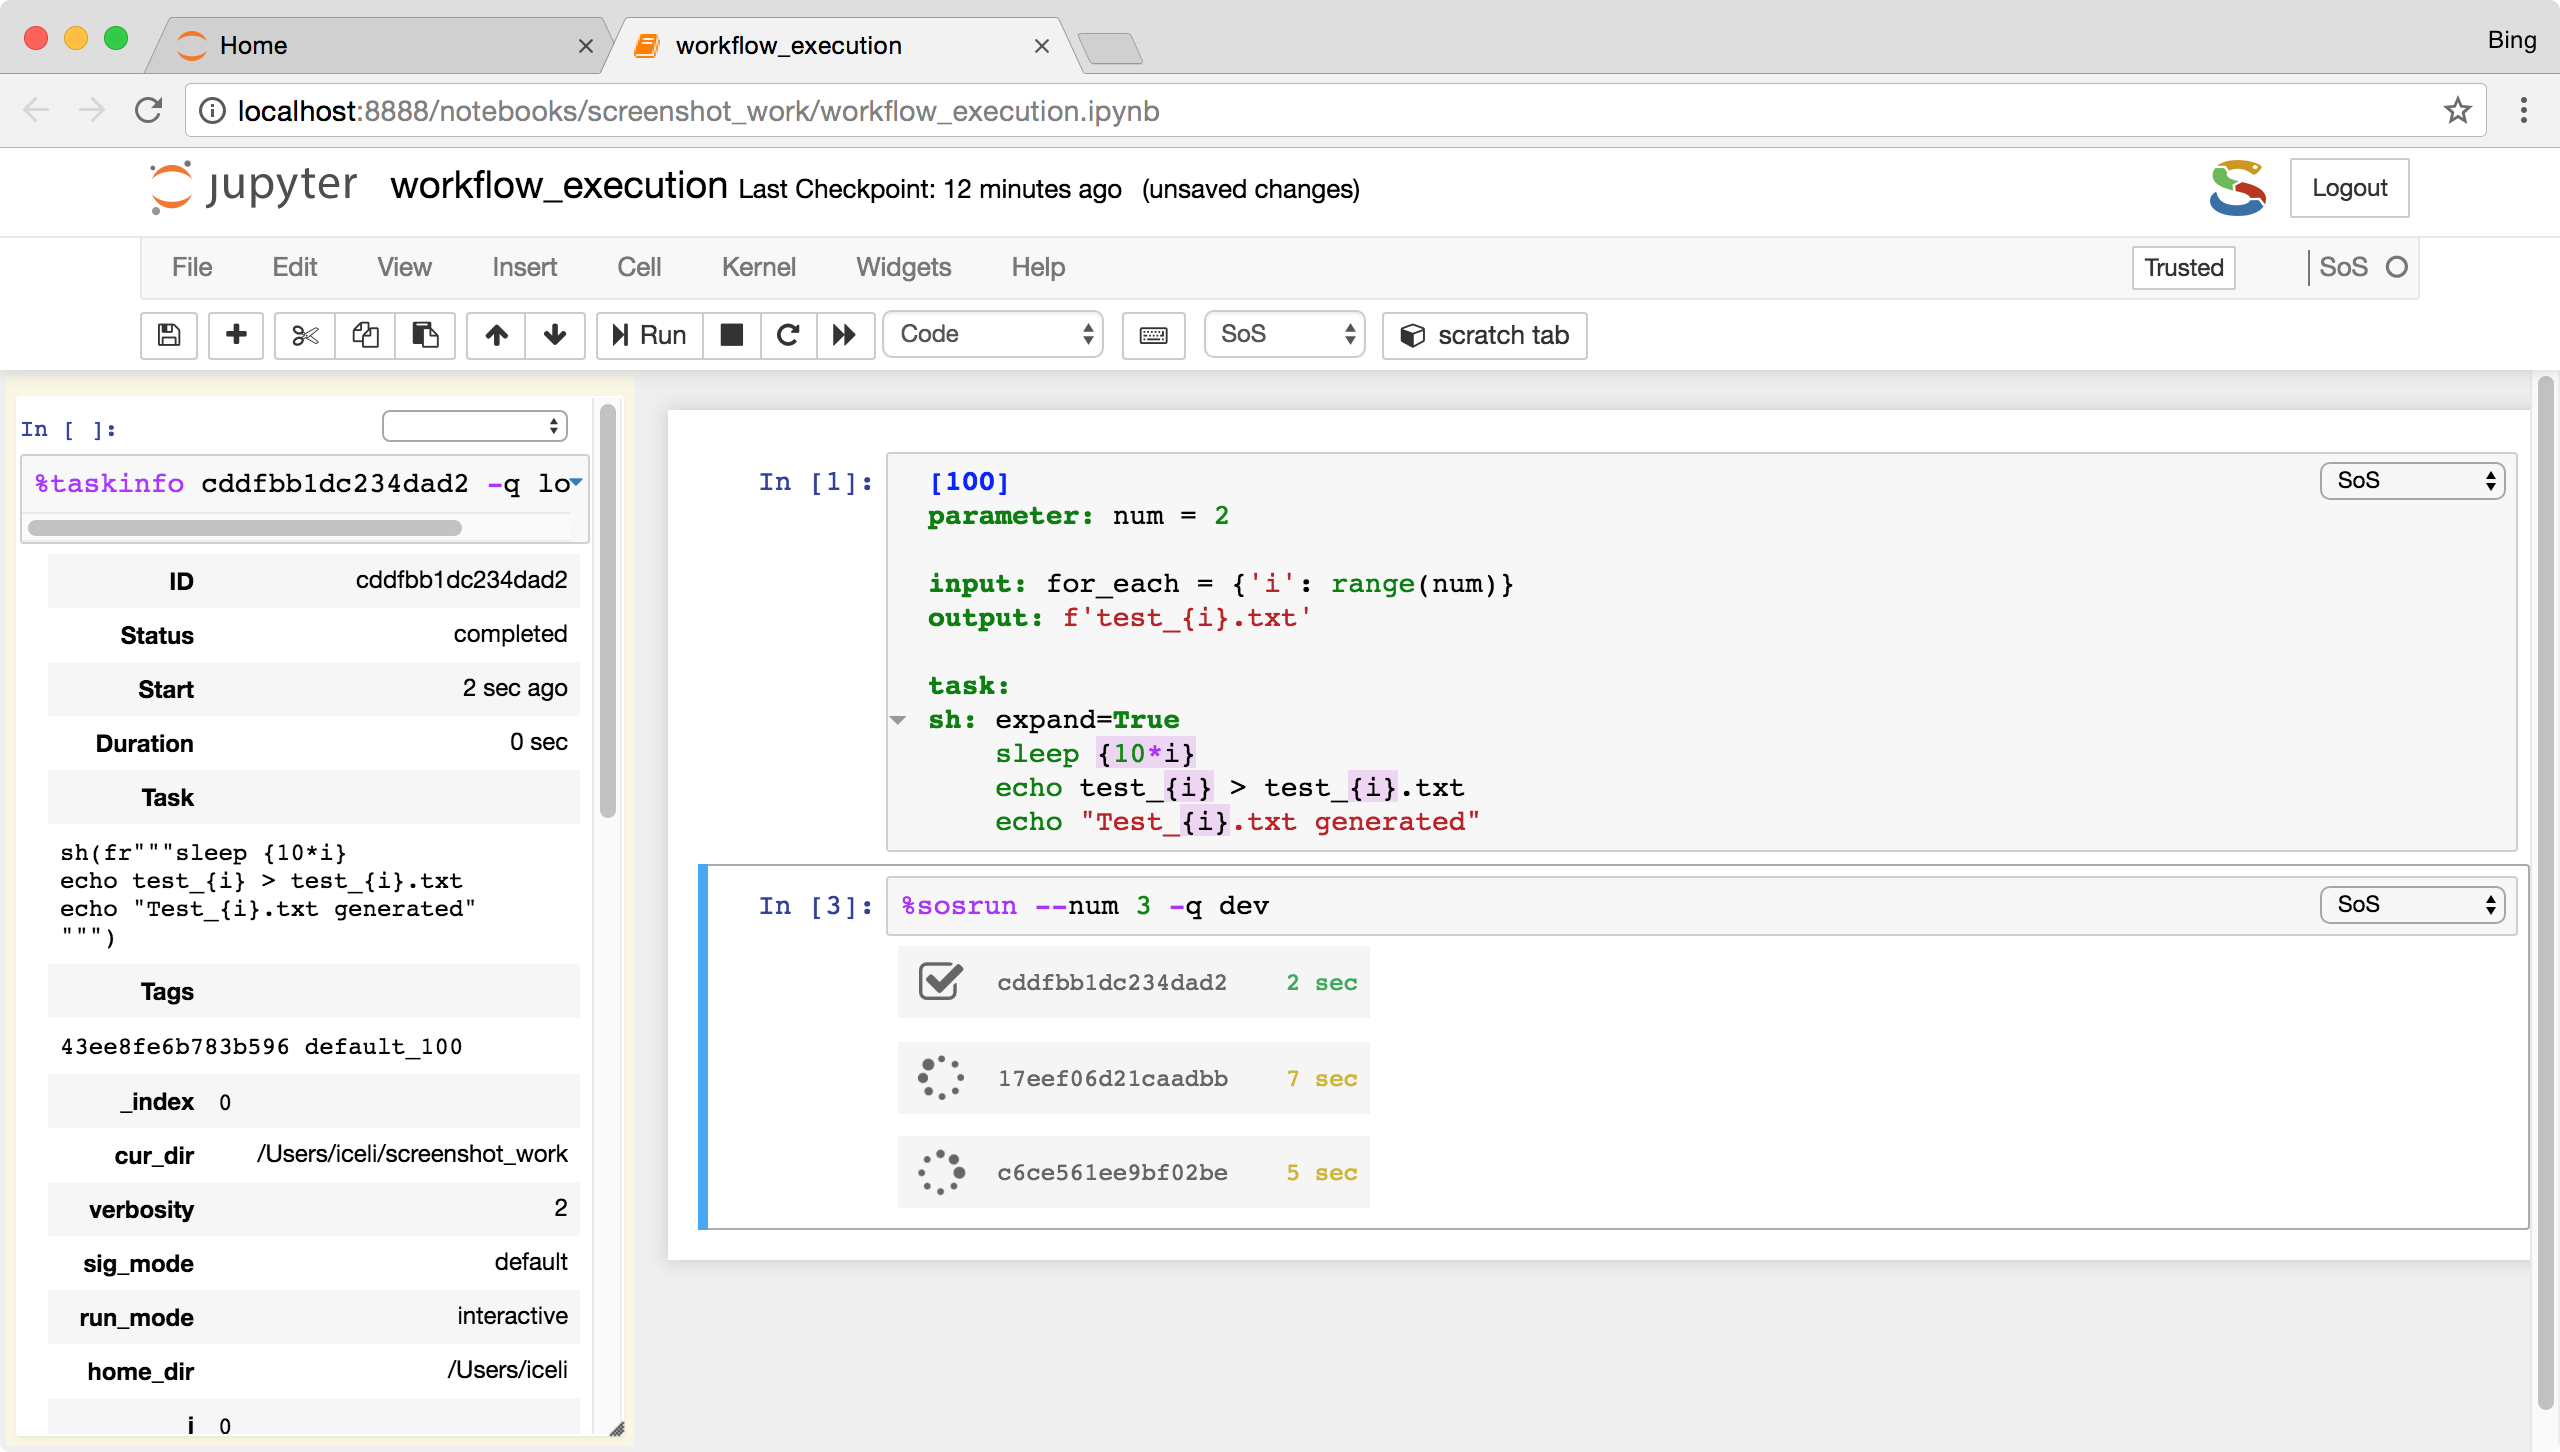 Home
workflow_execution
Bing
localhost:8888/notebooks/screenshot_work/workflow_execution.ipynb
jupyter workflow_execution Last Checkpoint: 12 minutes ago (unsaved changes)
Logout
File Edit View Insert Cell Kernel Widgets Help
Trusted
SoS
Run
Code
SoS
scratch tab
In [ ]:
%taskinfo cddfbb1dc234dad2 -q lo
ID cddfbb1dc234dad2
Status completed
Start 2 sec ago
Duration 0 sec
Task
sh(fr"""sleep {10*i}
echo test_{i} > test_{i}.txt
echo "Test_{i}.txt generated"
""")
Tags
43ee8fe6b783b596 default_100
_index 0
cur_dir /Users/iceli/screenshot_work
verbosity 2
sig_mode default
run_mode interactive
home_dir /Users/iceli
i 0
In [1]:
[100]
SoS
parameter: num = 2
input: for_each = {'i': range(num)}
output: f'test_{i}.txt'
task:
sh: expand=True
sleep {10*i}
echo test_{i} > test_{i}.txt
echo "Test_{i}.txt generated"
In [3]:
%sosrun --num 3 -q dev
SoS
cddfbb1dc234dad2 2 sec
17eef06d21caadbb 7 sec
c6ce561ee9bf02be 5 sec